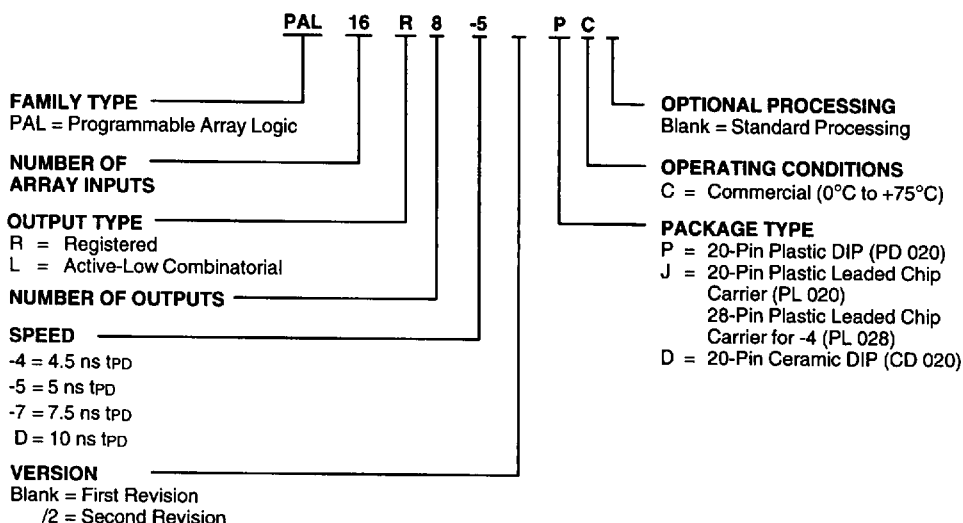 PAL 16 R 8 -5 P C
FAMILY TYPE
PAL = Programmable Array Logic
NUMBER OF
ARRAY INPUTS
OUTPUT TYPE
R = Registered
L = Active-Low Combinatorial
NUMBER OF OUTPUTS
SPEED
-4 = 4.5 ns tPD
-5 = 5 ns tPD
-7 = 7.5 ns tPD
D = 10 ns tPD
VERSION
Blank = First Revision
/2 = Second Revision
OPTIONAL PROCESSING
Blank = Standard Processing
OPERATING CONDITIONS
C = Commercial (0°C to +75°C)
PACKAGE TYPE
P = 20-Pin Plastic DIP (PD 020)
J = 20-Pin Plastic Leaded Chip
Carrier (PL 020)
28-Pin Plastic Leaded Chip
Carrier for -4 (PL 028)
D = 20-Pin Ceramic DIP (CD 020)